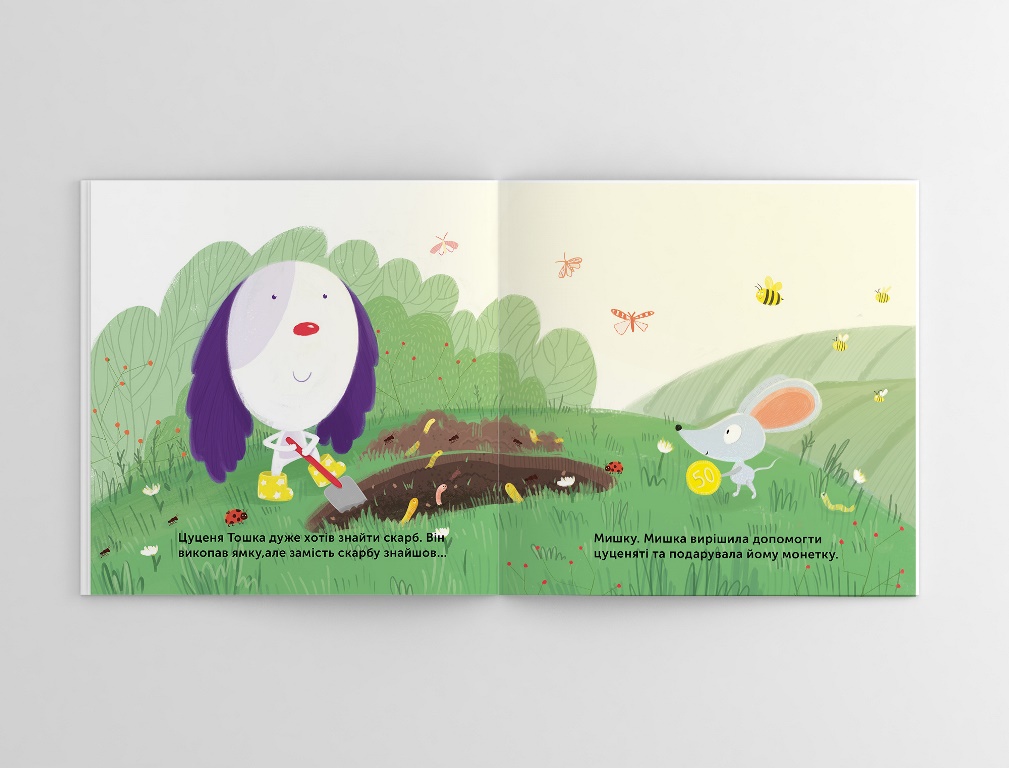 Цуценя Тошка дуже хотів знайти скарб. Він
викопав ямку,але замість скарбу знайшов...
Мишку. Мишка вирішила допомогти
цуценяті та подарувала йому монетку.
50